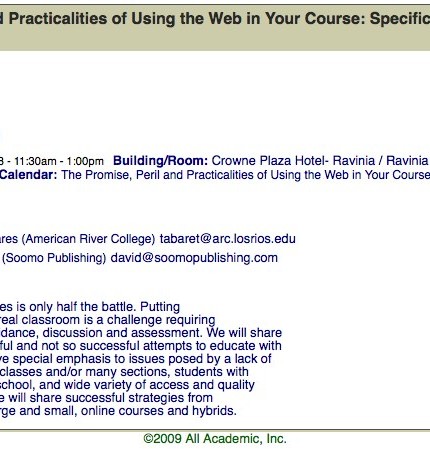 d Practicalities of Using the Web in Your Course: Specific
3 - 11:30am - 1:00pm Building/Room: Crowne Plaza Hotel- Ravinia / Ravinia
Calendar: The Promise, Peril and Practicalities of Using the Web in Your Course
res (American River College) tabaret@arc.losrios.edu
(Soomo Publishing) david@soomopublishing.com
es is only half the battle. Putting
real classroom is a challenge requiring
idance, discussion and assessment. We will share
ful and not so successful attempts to educate with
ve special emphasis to issues posed by a lack of
classes and/or many sections, students with
school, and wide variety of access and quality
e will share successful strategies from
rge and small, online courses and hybrids.
©2009 All Academic, Inc.